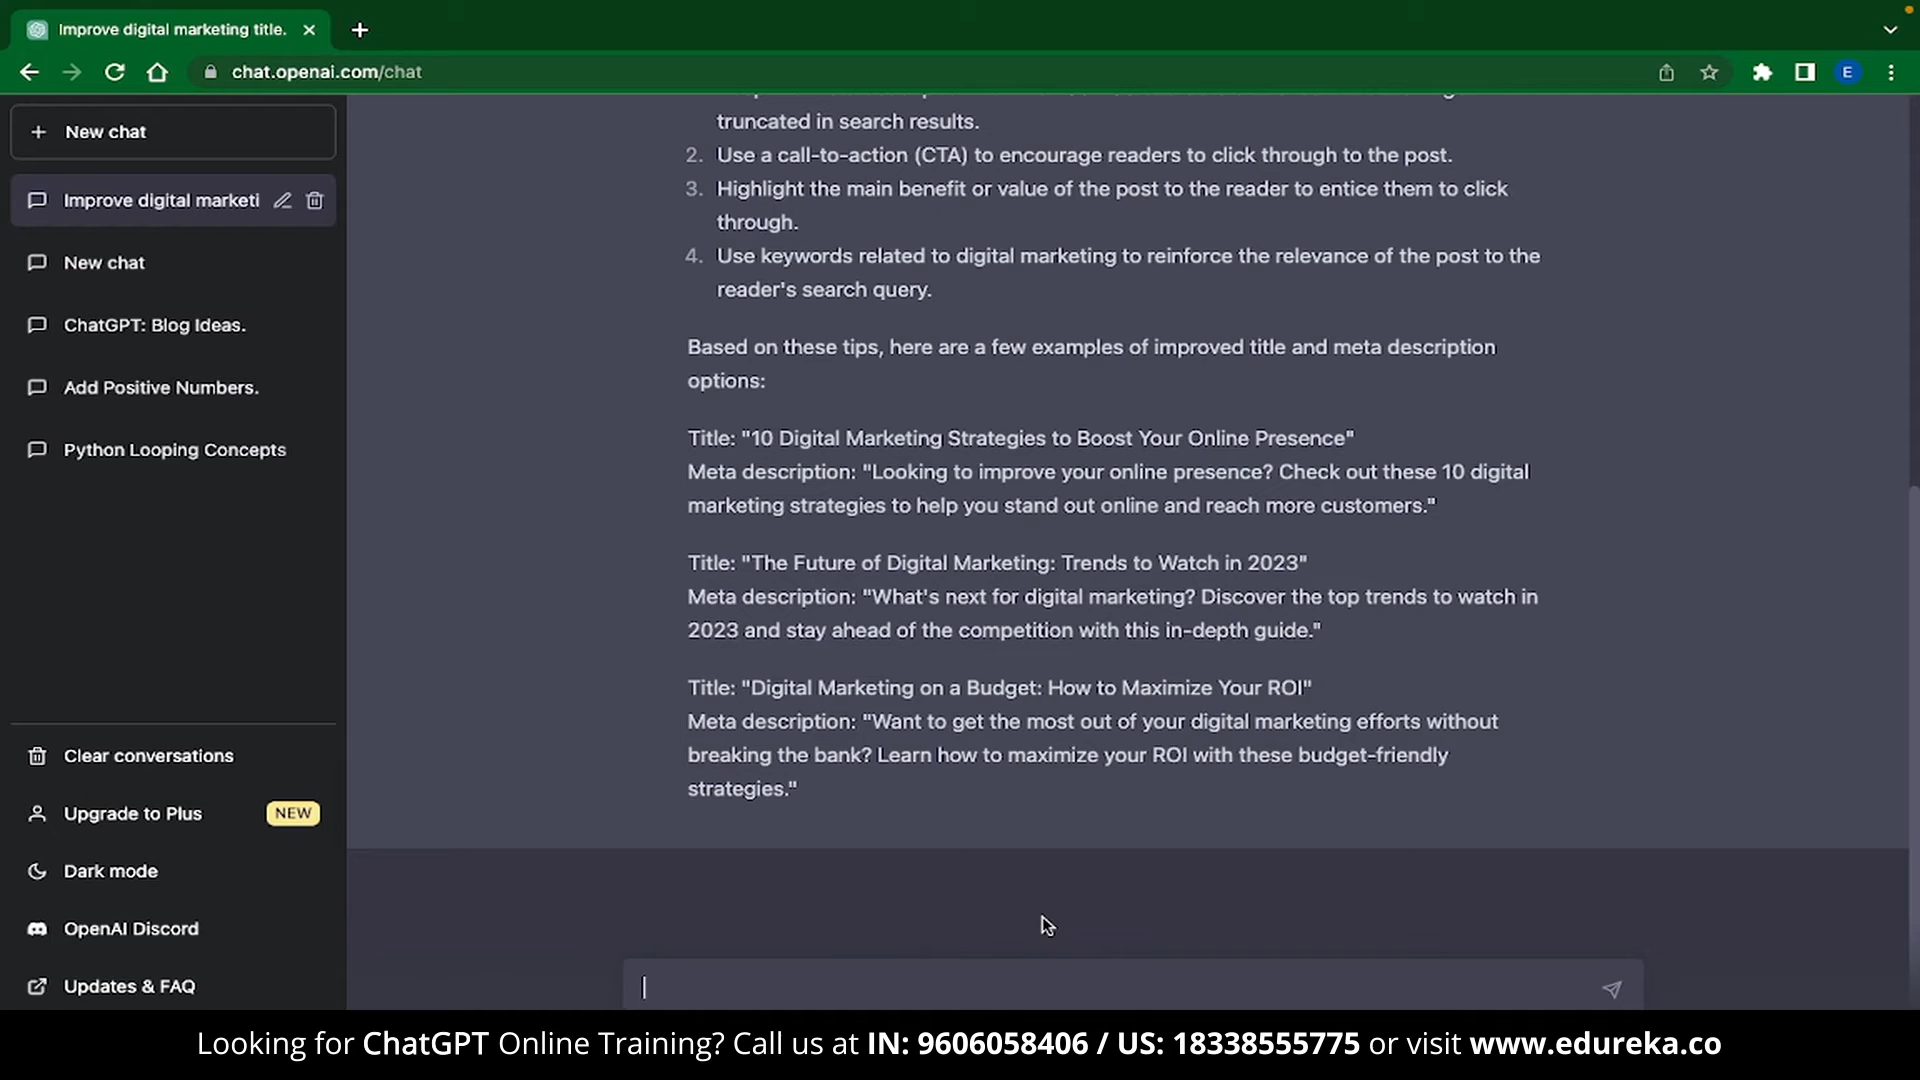 Improve digital marketing title.
chat.openai.com/chat
E
New chat
Improve digital marketi
New chat
ChatGPT: Blog Ideas.
Add Positive Numbers.
Python Looping Concepts
Clear conversations
Upgrade to Plus NEW
Dark mode
OpenAI Discord
Updates & FAQ
truncated in search results.
2. Use a call-to-action (CTA) to encourage readers to click through to the post.
3. Highlight the main benefit or value of the post to the reader to entice them to click
through.
4. Use keywords related to digital marketing to reinforce the relevance of the post to the
reader's search query.
Based on these tips, here are a few examples of improved title and meta description
options:
Title: "10 Digital Marketing Strategies to Boost Your Online Presence"
Meta description: "Looking to improve your online presence? Check out these 10 digital
marketing strategies to help you stand out online and reach more customers."
Title: "The Future of Digital Marketing: Trends to Watch in 2023"
Meta description: "What's next for digital marketing? Discover the top trends to watch in
2023 and stay ahead of the competition with this in-depth guide."
Title: "Digital Marketing on a Budget: How to Maximize Your ROI"
Meta description: "Want to get the most out of your digital marketing efforts without
breaking the bank? Learn how to maximize your ROI with these budget-friendly
strategies."
Looking for ChatGPT Online Training? Call us at IN: 9606058406 / US: 18338555775 or visit www.edureka.co